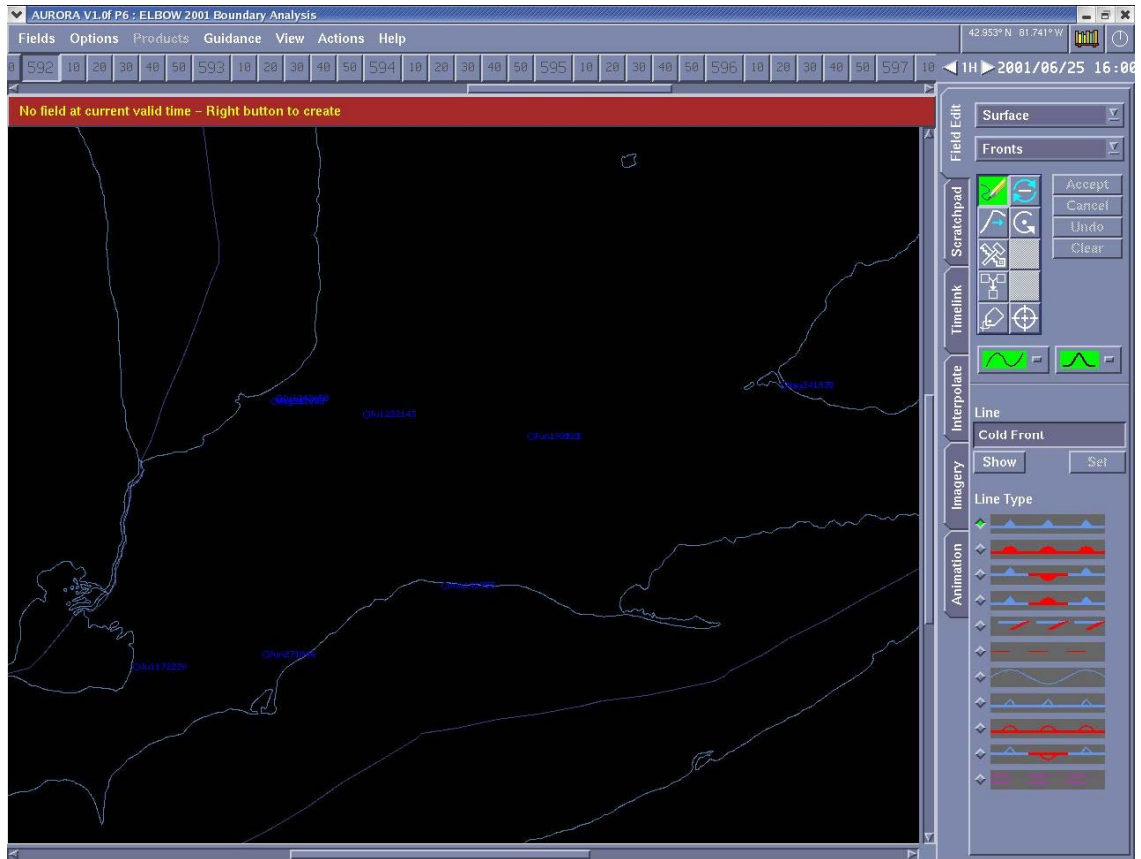 AURORA V1.0f P6 : ELBOW 2001 Boundary Analysis
Fields Options Products Guidance View Actions Help
42.953° N 81.741° W
0 592 10 20 30 40 50 593 10 20 30 40 50 594 10 20 30 40 50 595 10 20 30 40 50 596 10 20 30 40 50 597 10
1H 2001/06/25 16:00
No field at current valid time – Right button to create
Field Edit
Scratchpad
Timelink
Interpolate
Imagery
Animation
Surface
Fronts
Accept
Cancel
Undo
Clear
Line
Cold Front
Show Set
Line Type